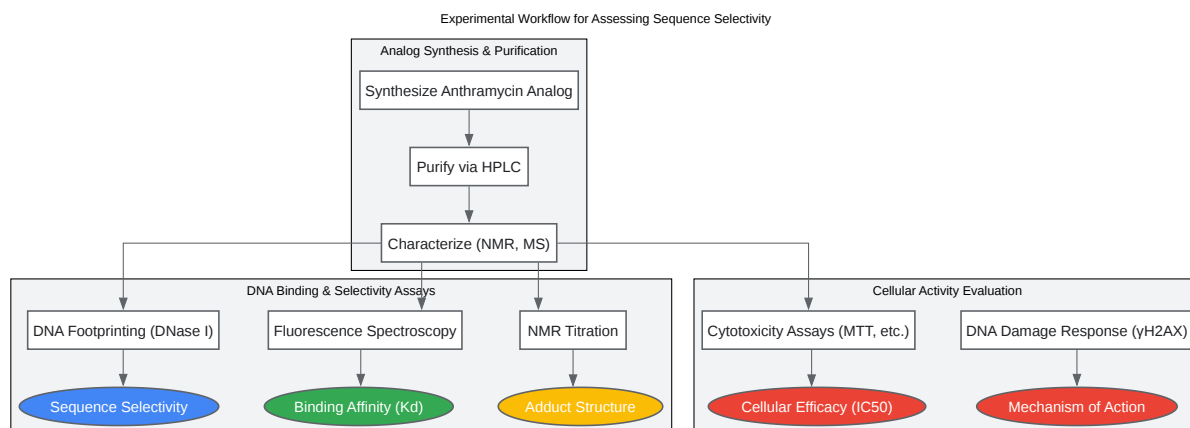 Experimental Workflow for Assessing Sequence Selectivity
Analog Synthesis & Purification
Synthesize Anthramycin Analog
Purify via HPLC
Characterize (NMR, MS)
DNA Binding & Selectivity Assays
Cellular Activity Evaluation
DNA Footprinting (DNase I)
Fluorescence Spectroscopy
NMR Titration
Cytotoxicity Assays (MTT, etc.)
DNA Damage Response (γH2AX)
Sequence Selectivity
Binding Affinity (Kd)
Adduct Structure
Cellular Efficacy (IC50)
Mechanism of Action